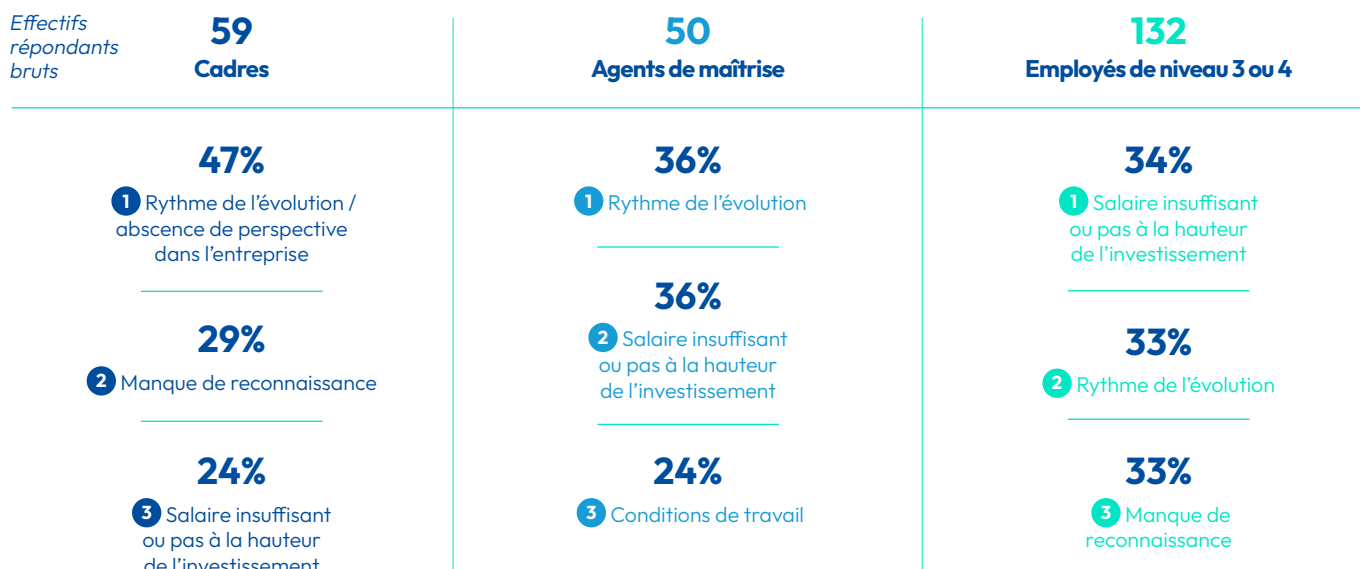 Effectifs
répondants
bruts
59
Cadres
50
Agents de maîtrise
132
Employés de niveau 3 ou 4
47%
1 Rythme de l'évolution /
abscence de perspective
dans l'entreprise
29%
2 Manque de reconnaissance
24%
3 Salaire insuffisant
ou pas à la hauteur
de l'investissement
36%
1 Rythme de l'évolution
36%
2 Salaire insuffisant
ou pas à la hauteur
de l'investissement
24%
3 Conditions de travail
34%
1 Salaire insuffisant
ou pas à la hauteur
de l'investissement
33%
2 Rythme de l'évolution
33%
3 Manque de
reconnaissance